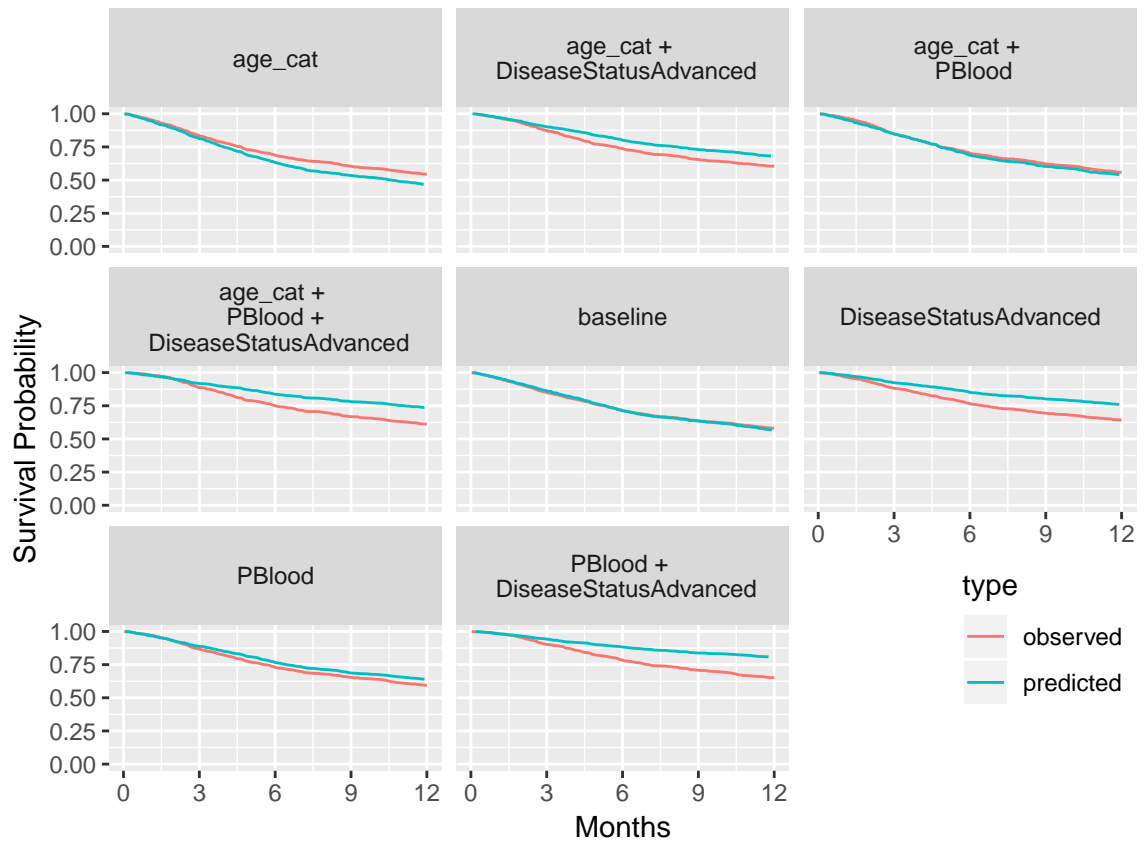 age_cat
age_cat +
DiseaseStatusAdvanced
age_cat +
PBlood
1.00
0.75
0.50
0.25
0.00
age_cat +
PBlood +
DiseaseStatusAdvanced
baseline
DiseaseStatusAdvanced
1.00
0.75
0.50
0.25
0.00
0 3 6 9 12
PBlood
PBlood +
DiseaseStatusAdvanced
1.00
0.75
0.50
0.25
0.00
0 3 6 9 12
0 3 6 9 12
Months
Survival Probability
type
observed
predicted